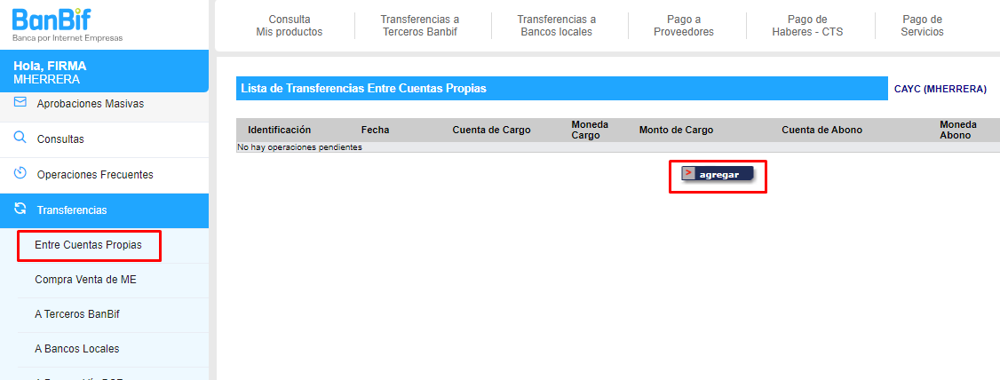 BanBif
Banca por Internet Empresas
Consulta
Mis productos
Transferencias a
Terceros Banbif
Transferencias a
Bancos locales
Pago a
Proveedores
Pago de
Haberes - CTS
Pago de
Servicios
Hola, FIRMA
MHERRERA
Aprobaciones Masivas
Consultas
Operaciones Frecuentes
Transferencias
Entre Cuentas Propias
Compra Venta de ME
A Terceros BanBif
A Bancos Locales
Lista de Transferencias Entre Cuentas Propias
CAYC (MHERRERA)
Identificación Fecha Cuenta de Cargo Moneda Cargo Monto de Cargo Cuenta de Abono Moneda Abono
No hay operaciones pendientes
> agregar